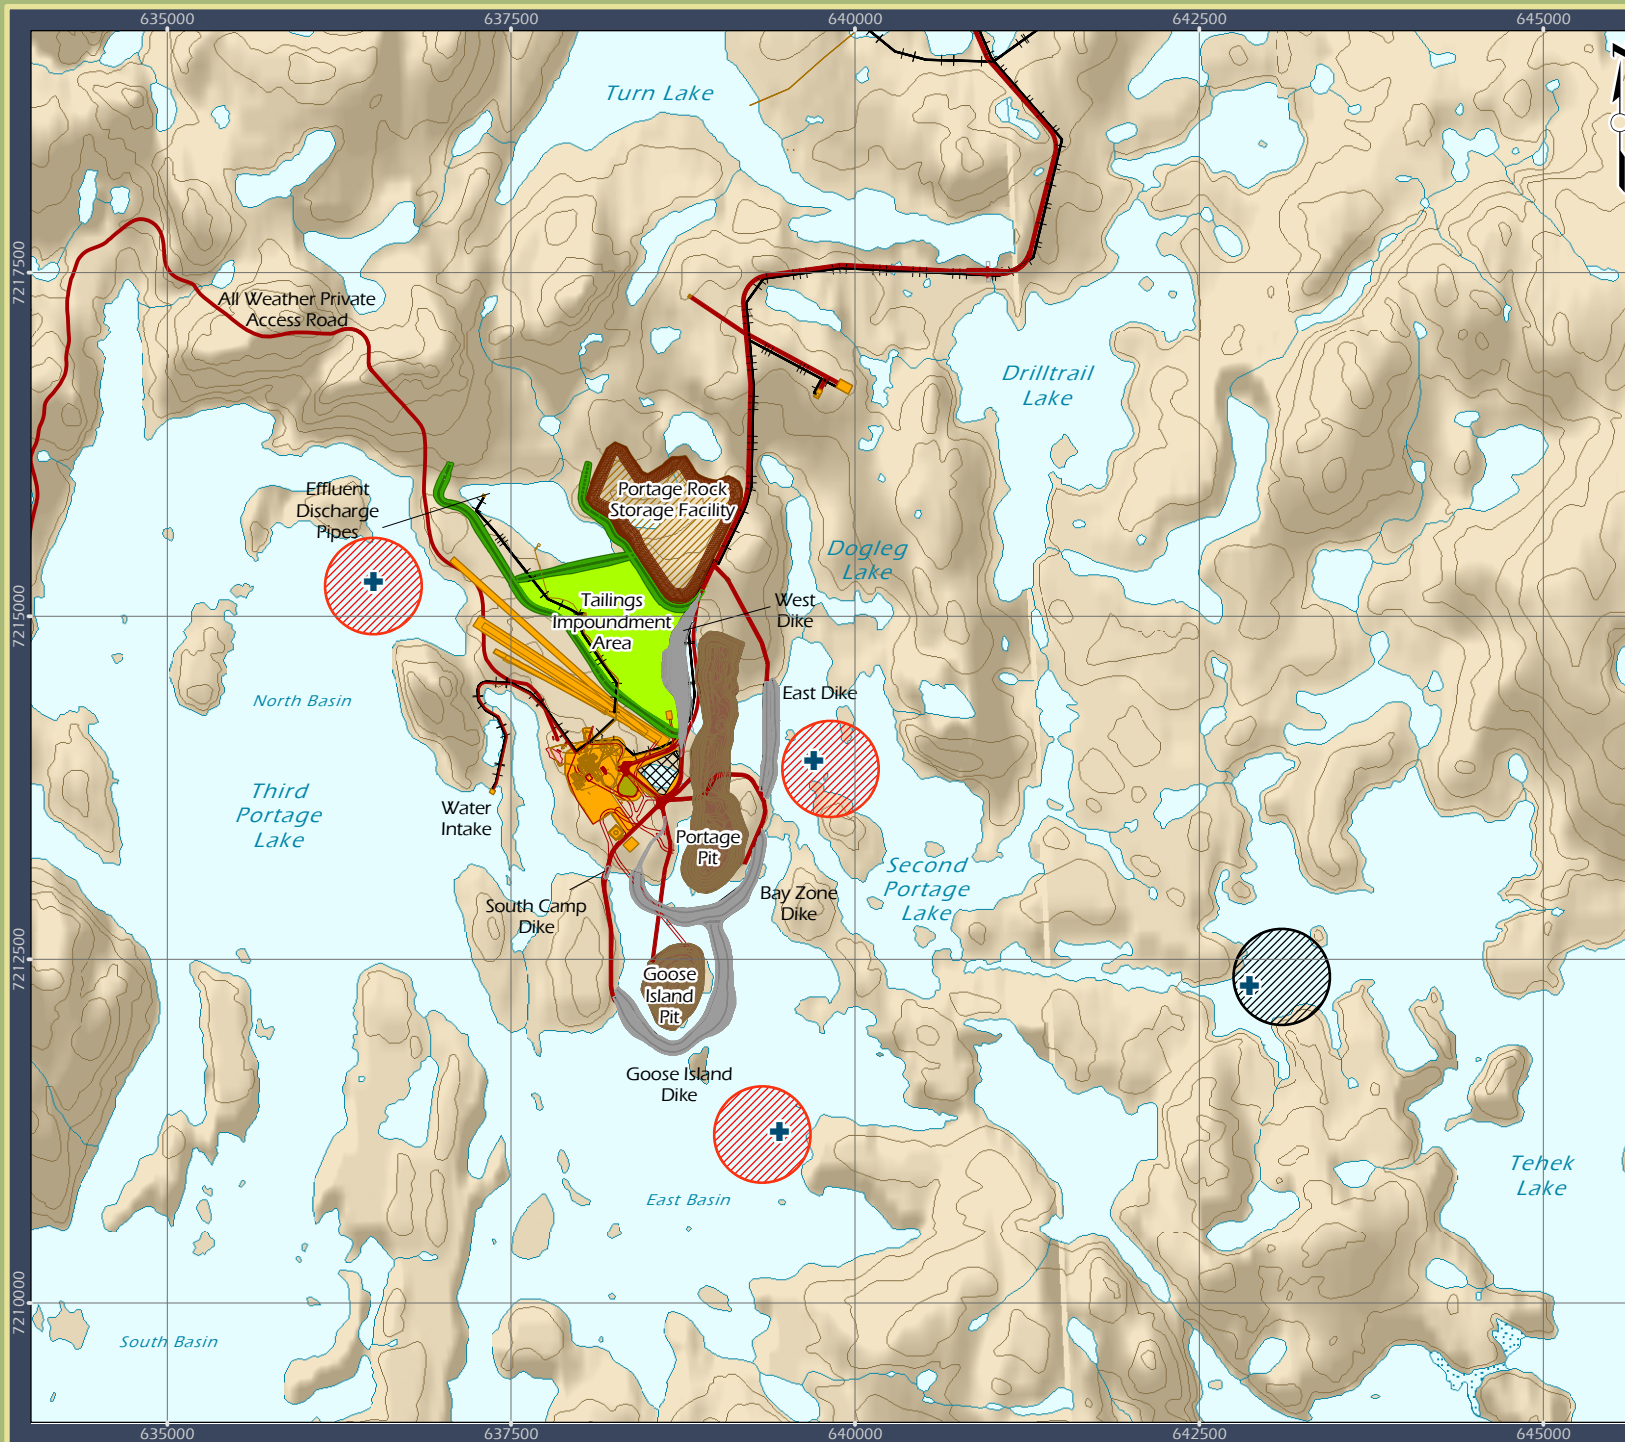 635000
637500
640000
642500
645000
Turn Lake
7217500
All Weather Private
Access Road
Drilltrail
Lake
Effluent
Discharge
Pipes
Portage Rock
Storage Facility
Dogleg
Lake
7215000
Tailings
Impoundment
Area
West
Dike
North Basin
East Dike
Third
Portage
Lake
Water
Intake
Portage
Pit
Second
Portage
Lake
South Camp
Dike
Bay Zone
Dike
7212500
Goose
Island
Pit
Goose Island
Dike
Tehek
Lake
East Basin
7210000
South Basin
635000
637500
640000
642500
645000